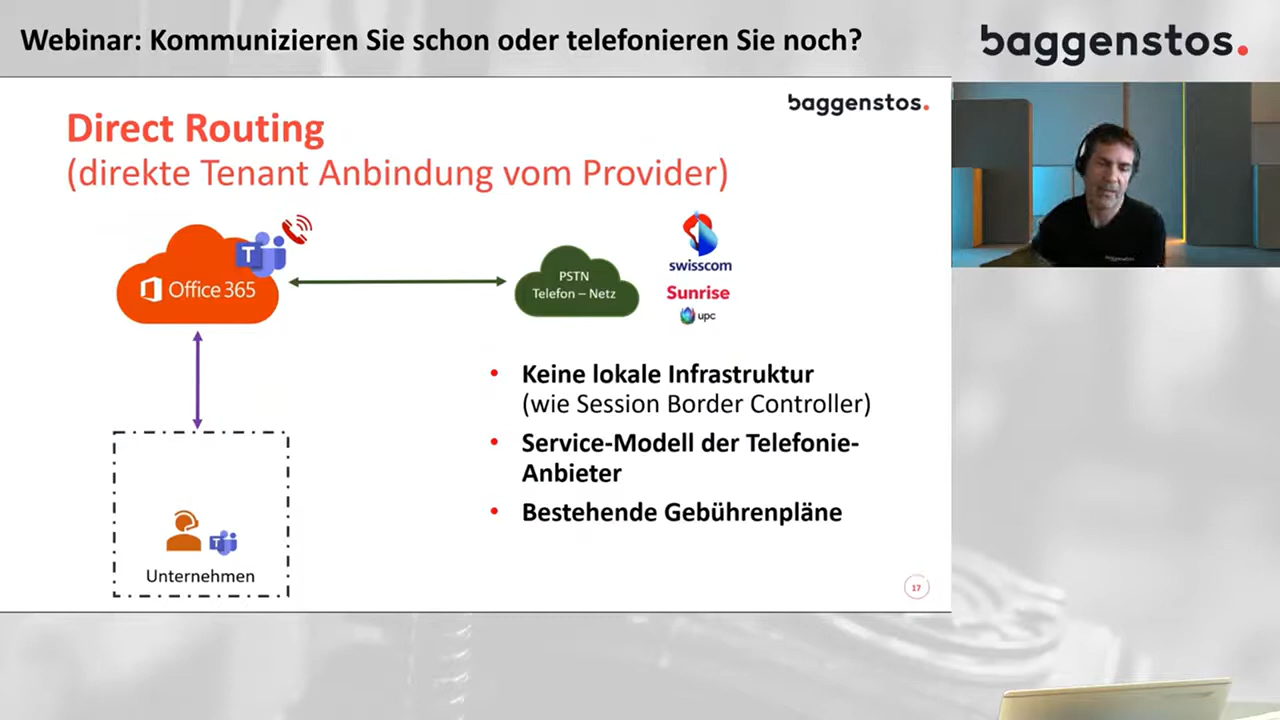 Webinar: Kommunizieren Sie schon oder telefonieren Sie noch?
baggenstos.
baggenstos.
Direct Routing
(direkte Tenant Anbindung vom Provider)
T
Office 365
PSTN
Telefon – Netz
swisscom
Sunrise
upc
• Keine lokale Infrastruktur
(wie Session Border Controller)
• Service-Modell der Telefonie-
Anbieter
• Bestehende Gebührenpläne
T
Unternehmen
17
baggenstos.